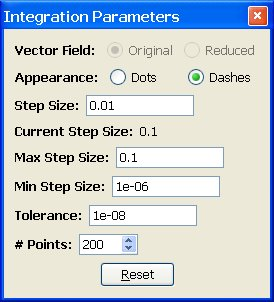 Integration Parameters
Vector Field: Original Reduced
Appearance: Dots Dashes
Step Size: 0.01
Current Step Size: 0.1
Max Step Size: 0.1
Min Step Size: 1e-06
Tolerance: 1e-08
# Points: 200
Reset